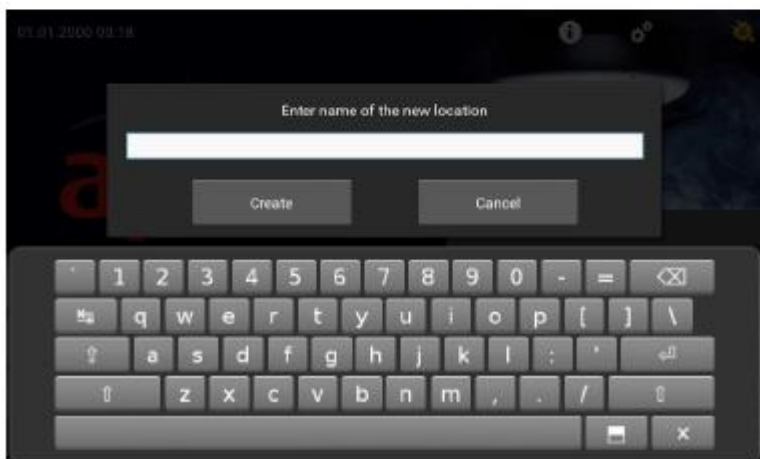 01.01.2000 00:18
Enter name of the new location
Create Cancel
` 1 2 3 4 5 6 7 8 9 0 - =
q w e r t y u i o p [ ] \
a s d f g h j k l : '
z x c v b n m , . /